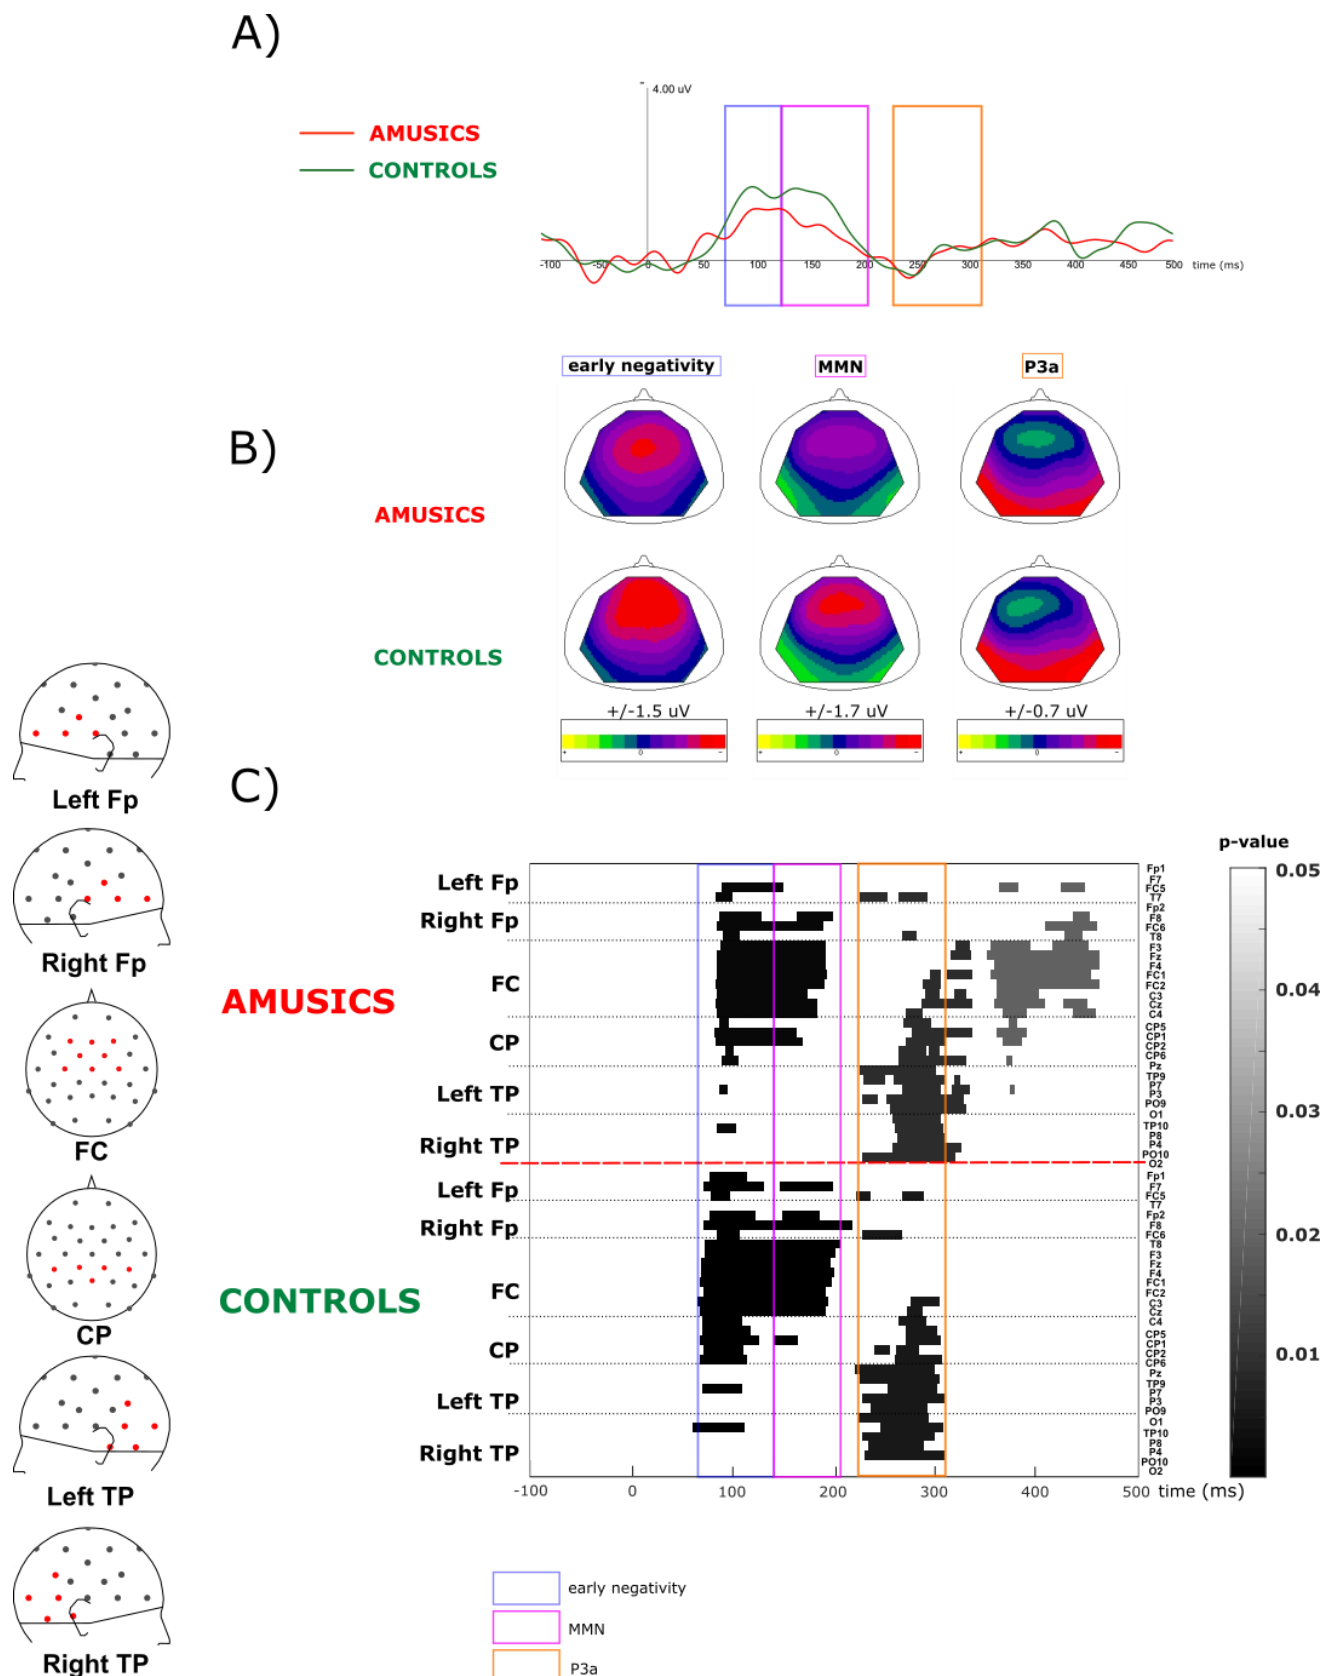 A)
-
4.00 uV
AMUSICS
CONTROLS
-100 -50 0 50 100 150 200 250 300 350 400 450 500 time (ms)
early negativity MMN P3a
B)
AMUSICS
CONTROLS
+/-1.5 uV +/-1.7 uV +/-0.7 uV
+ 0 − + 0 − + 0 −
Left Fp
Right Fp
FC
CP
Left TP
Right TP
C)
p-value
0.05
0.04
0.03
0.02
0.01
AMUSICS
Left Fp
Right Fp
FC
CP
Left TP
Right TP
CONTROLS
Left Fp
Right Fp
FC
CP
Left TP
Right TP
Fp1
F7
FC5
T7
Fp2
F8
FC6
T8
F3
Fz
F4
FC1
FC2
C3
Cz
C4
CP5
CP1
CP2
CP6
Pz
TP9
P7
P3
PO9
O1
TP10
P8
P4
PO10
O2
Fp1
F7
FC5
T7
Fp2
F8
FC6
T8
F3
Fz
F4
FC1
FC2
C3
Cz
C4
CP5
CP1
CP2
CP6
Pz
TP9
P7
P3
PO9
O1
TP10
P8
P4
PO10
O2
-100 0 100 200 300 400 500 time (ms)
early negativity
MMN
P3a